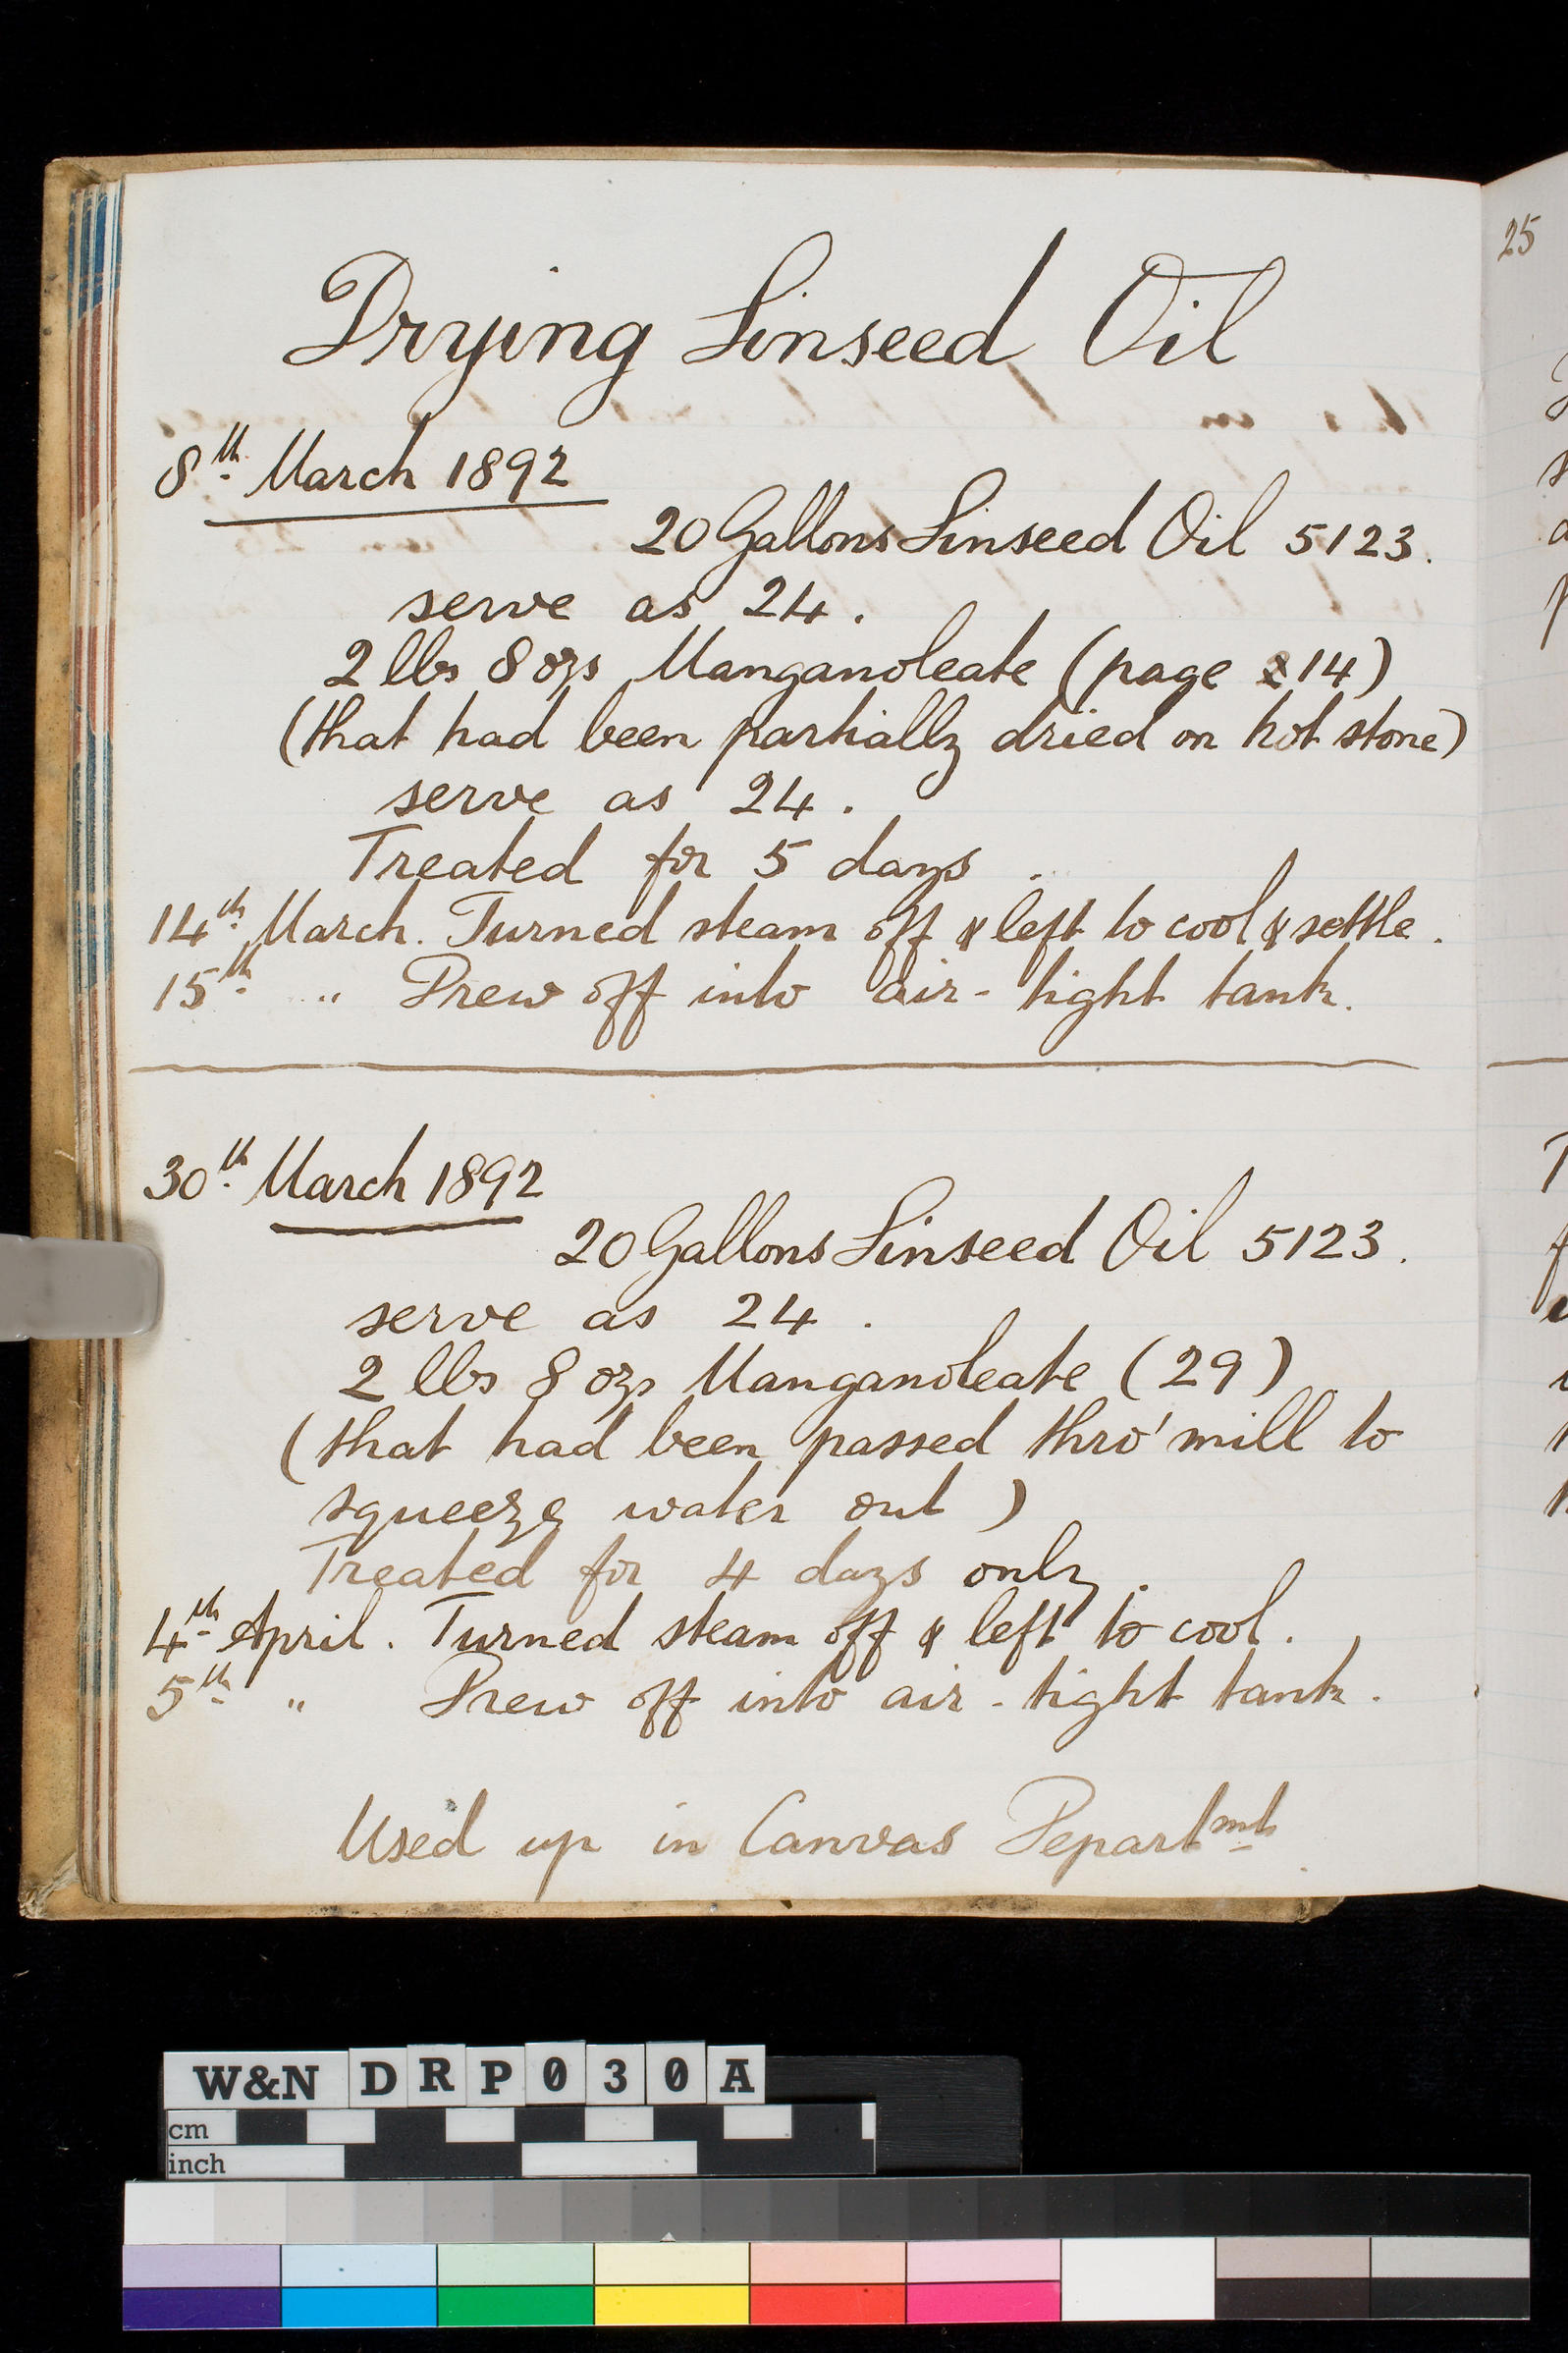 Drying Linseed Oil
25
8th March 1892
20 Gallons Linseed Oil 5123.
serve as 24.
2 lbs 8 ozs Manganoleate (page 14)
(that had been partially dried on hot stone)
serve as 24.
Treated for 5 days.
14th March. Turned steam off & left to cool & settle.
15th " Drew off into air-tight tank.
30th March 1892
20 Gallons Linseed Oil 5123.
serve as 24.
2 lbs 8 ozs Manganoleate (29)
(that had been passed thro' mill to
squeeze water out)
Treated for 4 days only.
4th April. Turned steam off & left to cool.
5th " Drew off into air-tight tank.
Used up in Canvas Departmt.
W&N DRP030A
cm
inch